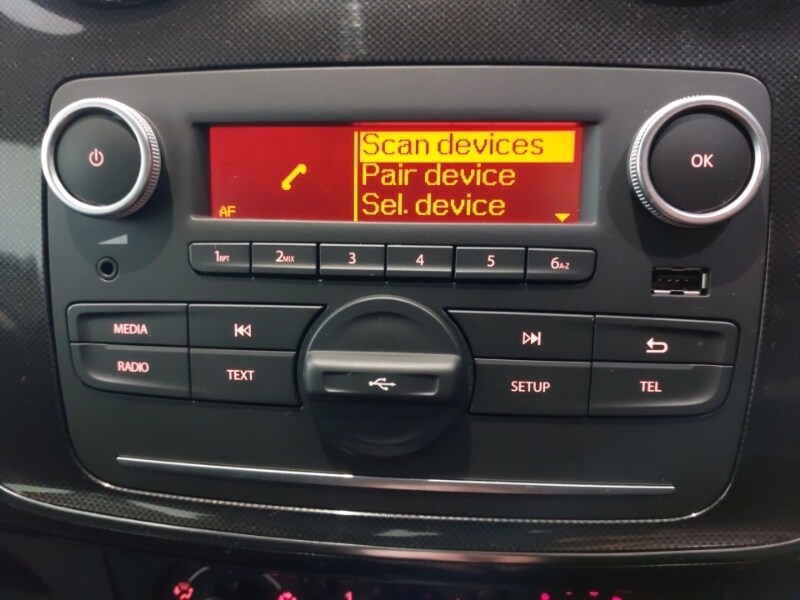 Scan devices
Pair device
Sel. device
AF
OK
1RPT 2MIX 3 4 5 6A-Z
MEDIA
RADIO
TEXT
SETUP
TEL